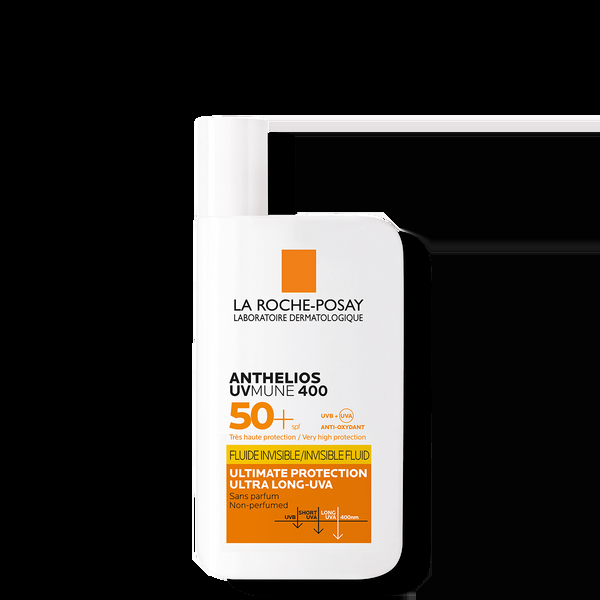 LA ROCHE-POSAY
LABORATOIRE DERMATOLOGIQUE
ANTHELIOS
UVMUNE 400
50+ spf
UVB + UVA
ANTI-OXYDANT
Très haute protection / Very high protection
FLUIDE INVISIBLE/INVISIBLE FLUID
ULTIMATE PROTECTION
ULTRA LONG-UVA
Sans parfum
Non-perfumed
UVB SHORT UVA LONG UVA 400nm